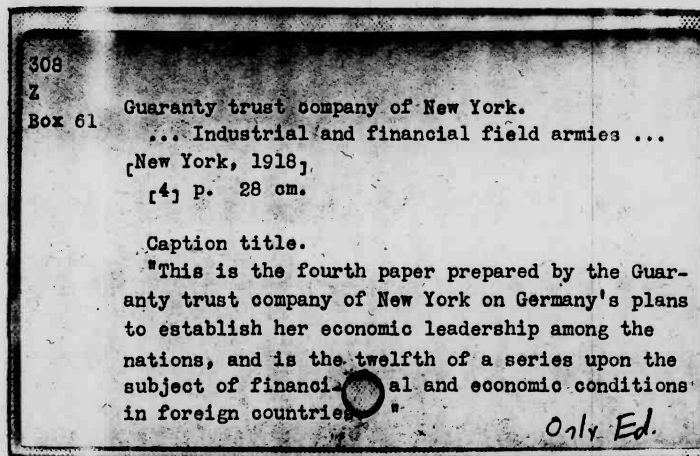 308
Z
Box 61
Guaranty trust company of New York.
... Industrial and financial field armies ...
[New York, 1918]
[4] p. 28 cm.
Caption title.
"This is the fourth paper prepared by the Guar-
anty trust company of New York on Germany's plans
to establish her economic leadership among the
nations, and is the twelfth of a series upon the
subject of financi- al and economic conditions
in foreign countries. "
Only Ed.